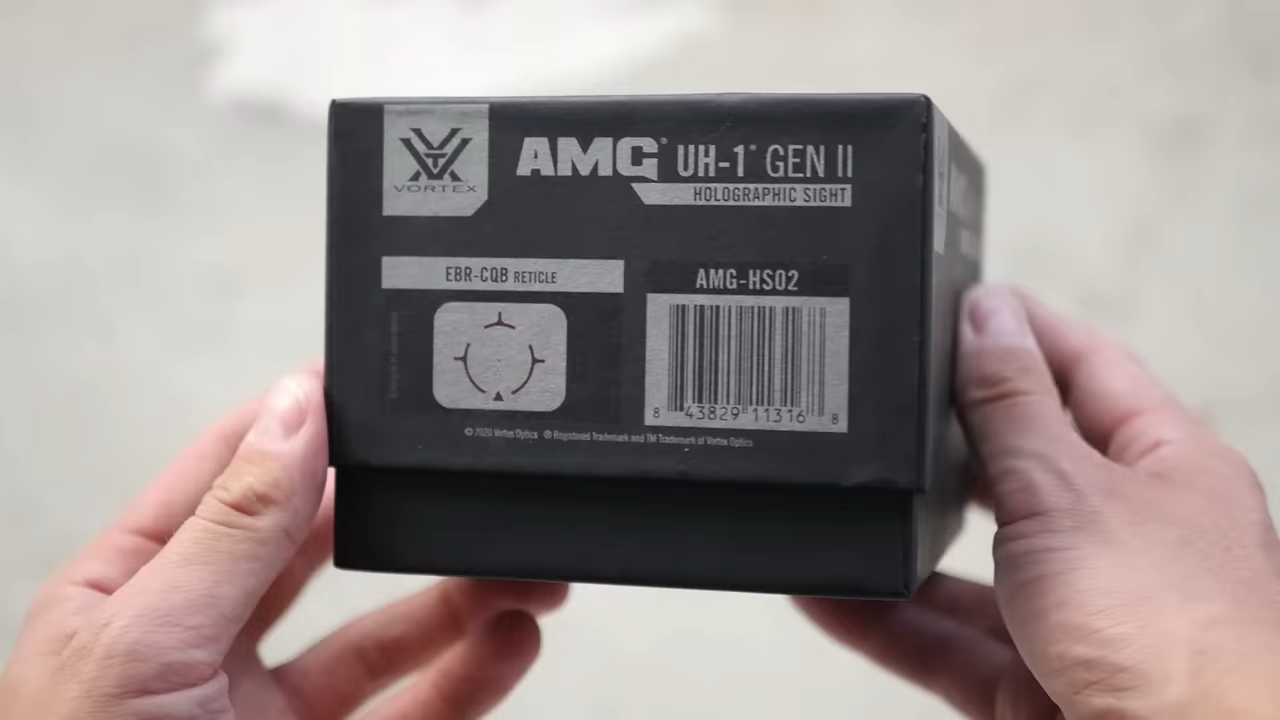 VORTEX
AMG® UH-1® GEN II
HOLOGRAPHIC SIGHT
EBR-CQB RETICLE
AMG-HS02
8 43829 11316 8
© 2020 Vortex Optics ® Registered Trademark and TM Trademark of Vortex Optics